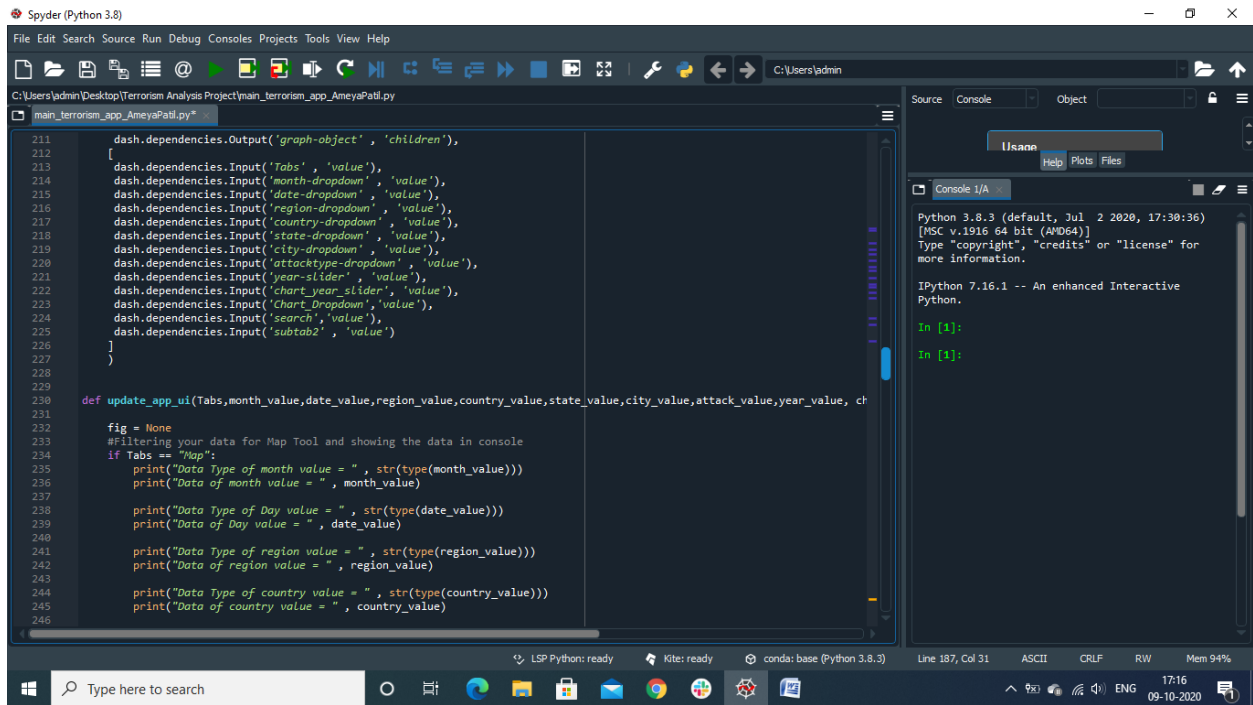 Spyder (Python 3.8)
File Edit Search Source Run Debug Consoles Projects Tools View Help
C:\Users\admin
C:\Users\admin\Desktop\Terrorism Analysis Project\main_terrorism_app_AmeyaPatil.py
main_terrorism_app_AmeyaPatil.py*
211 dash.dependencies.Output('graph-object' , 'children'),
212 [
213 dash.dependencies.Input('Tabs' , 'value'),
214 dash.dependencies.Input('month-dropdown' , 'value'),
215 dash.dependencies.Input('date-dropdown' , 'value'),
216 dash.dependencies.Input('region-dropdown' , 'value'),
217 dash.dependencies.Input('country-dropdown' , 'value'),
218 dash.dependencies.Input('state-dropdown' , 'value'),
219 dash.dependencies.Input('city-dropdown' , 'value'),
220 dash.dependencies.Input('attacktype-dropdown' , 'value'),
221 dash.dependencies.Input('year-slider' , 'value'),
222 dash.dependencies.Input('chart_year_slider', 'value'),
223 dash.dependencies.Input('Chart_Dropdown','value'),
224 dash.dependencies.Input('search','value'),
225 dash.dependencies.Input('subtab2' , 'value')
226 ]
227 )
228
229
230 def update_app_ui(Tabs,month_value,date_value,region_value,country_value,state_value,city_value,attack_value,year_value, ch
231
232 fig = None
233 #Filtering your data for Map Tool and showing the data in console
234 if Tabs == "Map":
235 print("Data Type of month value = " , str(type(month_value)))
236 print("Data of month value = " , month_value)
237
238 print("Data Type of Day value = " , str(type(date_value)))
239 print("Data of Day value = " , date_value)
240
241 print("Data Type of region value = " , str(type(region_value)))
242 print("Data of region value = " , region_value)
243
244 print("Data Type of country value = " , str(type(country_value)))
245 print("Data of country value = " , country_value)
246
Source Console Object
Usage
Help Plots Files
Console 1/A
Python 3.8.3 (default, Jul 2 2020, 17:30:36)
[MSC v.1916 64 bit (AMD64)]
Type "copyright", "credits" or "license" for
more information.
IPython 7.16.1 -- An enhanced Interactive
Python.
In [1]:
In [1]:
LSP Python: ready Kite: ready conda: base (Python 3.8.3) Line 187, Col 31 ASCII CRLF RW Mem 94%
Type here to search
ENG
17:16
09-10-2020
1